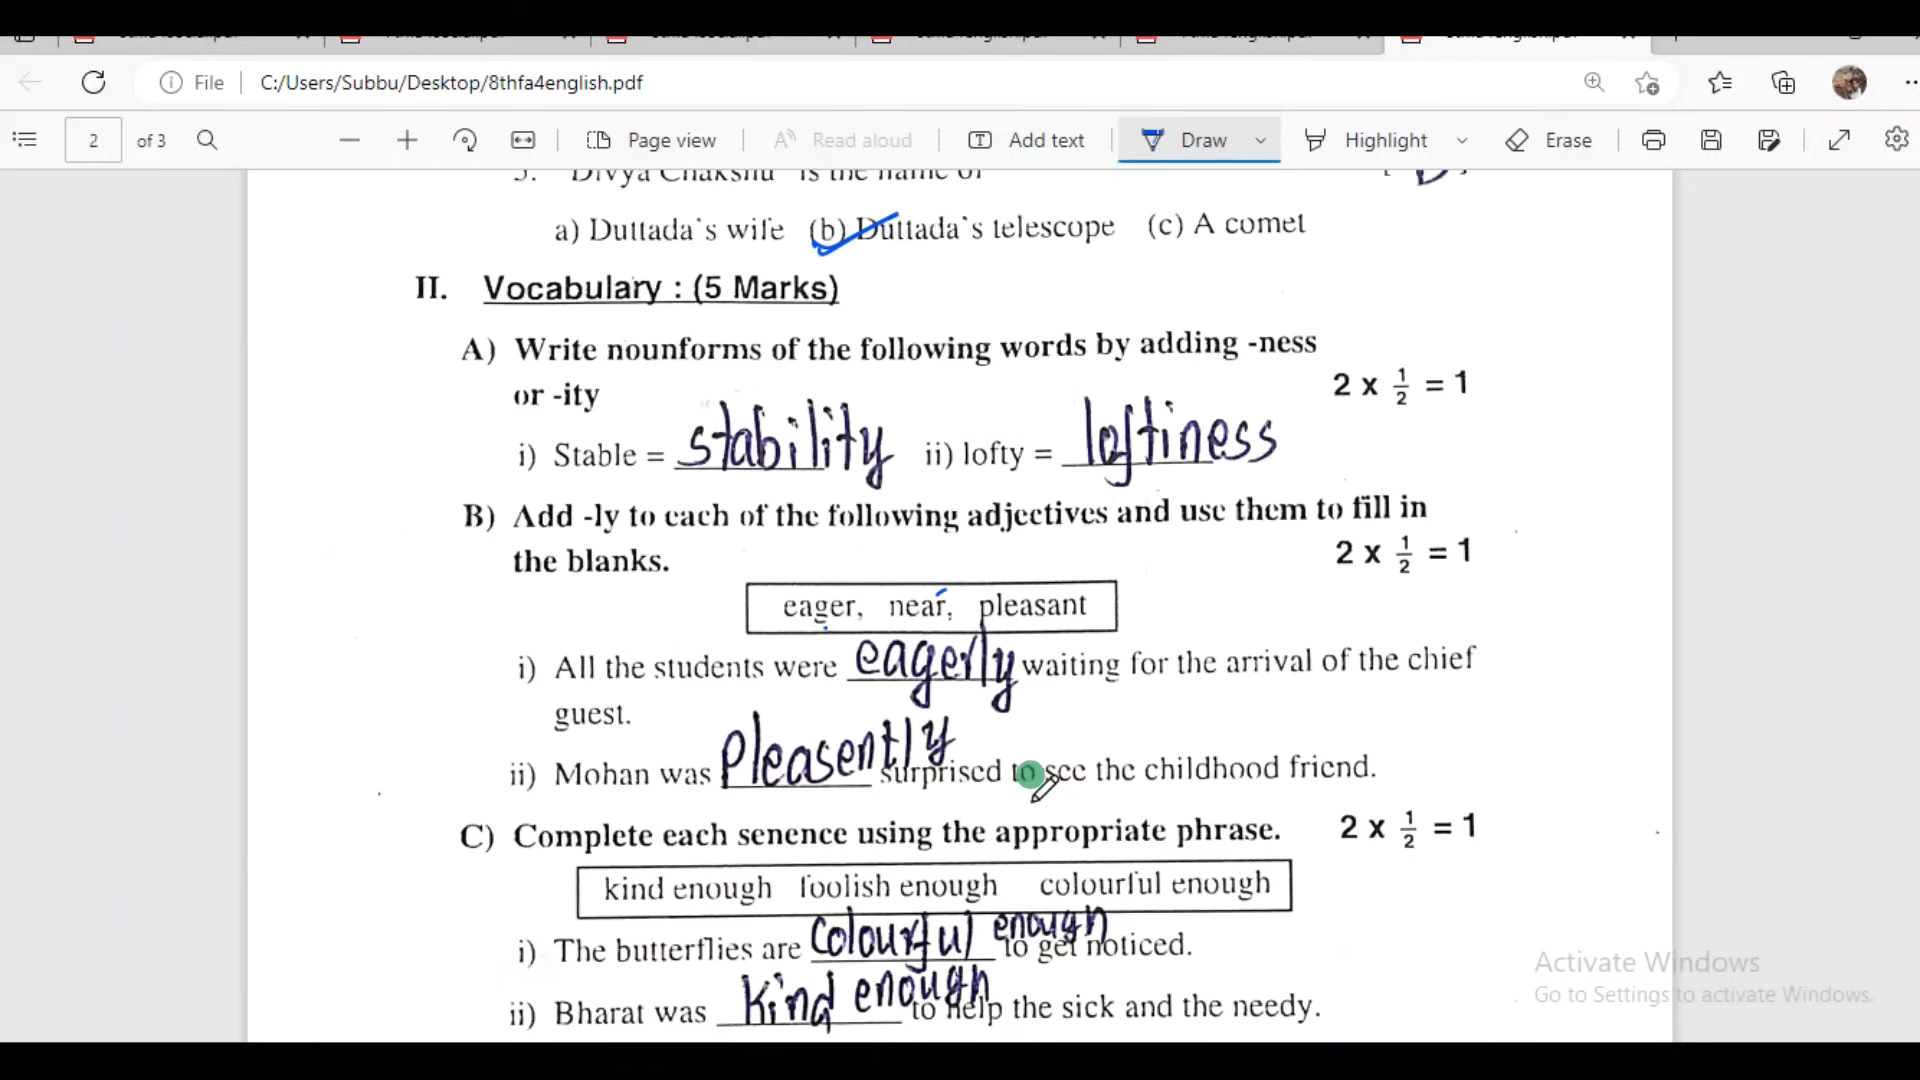 File C:/Users/Subbu/Desktop/8thfa4english.pdf
2 of 3 Page view Read aloud Add text Draw Highlight Erase
5. Divya Chakshu is the name of [ B ]
a) Duttada's wife (b) Duttada's telescope (c) A comet
II. Vocabulary : (5 Marks)
A) Write nounforms of the following words by adding -ness
or -ity 2 x 1/2 = 1
i) Stable = stability ii) lofty = loftiness
B) Add -ly to each of the following adjectives and use them to fill in
the blanks. 2 x 1/2 = 1
eager, near, pleasant
i) All the students were eagerly waiting for the arrival of the chief
guest.
ii) Mohan was Pleasently surprised to see the childhood friend.
C) Complete each senence using the appropriate phrase. 2 x 1/2 = 1
kind enough foolish enough colourful enough
i) The butterflies are colourful enough to get noticed.
ii) Bharat was Kind enough to help the sick and the needy.
Activate Windows
Go to Settings to activate Windows.